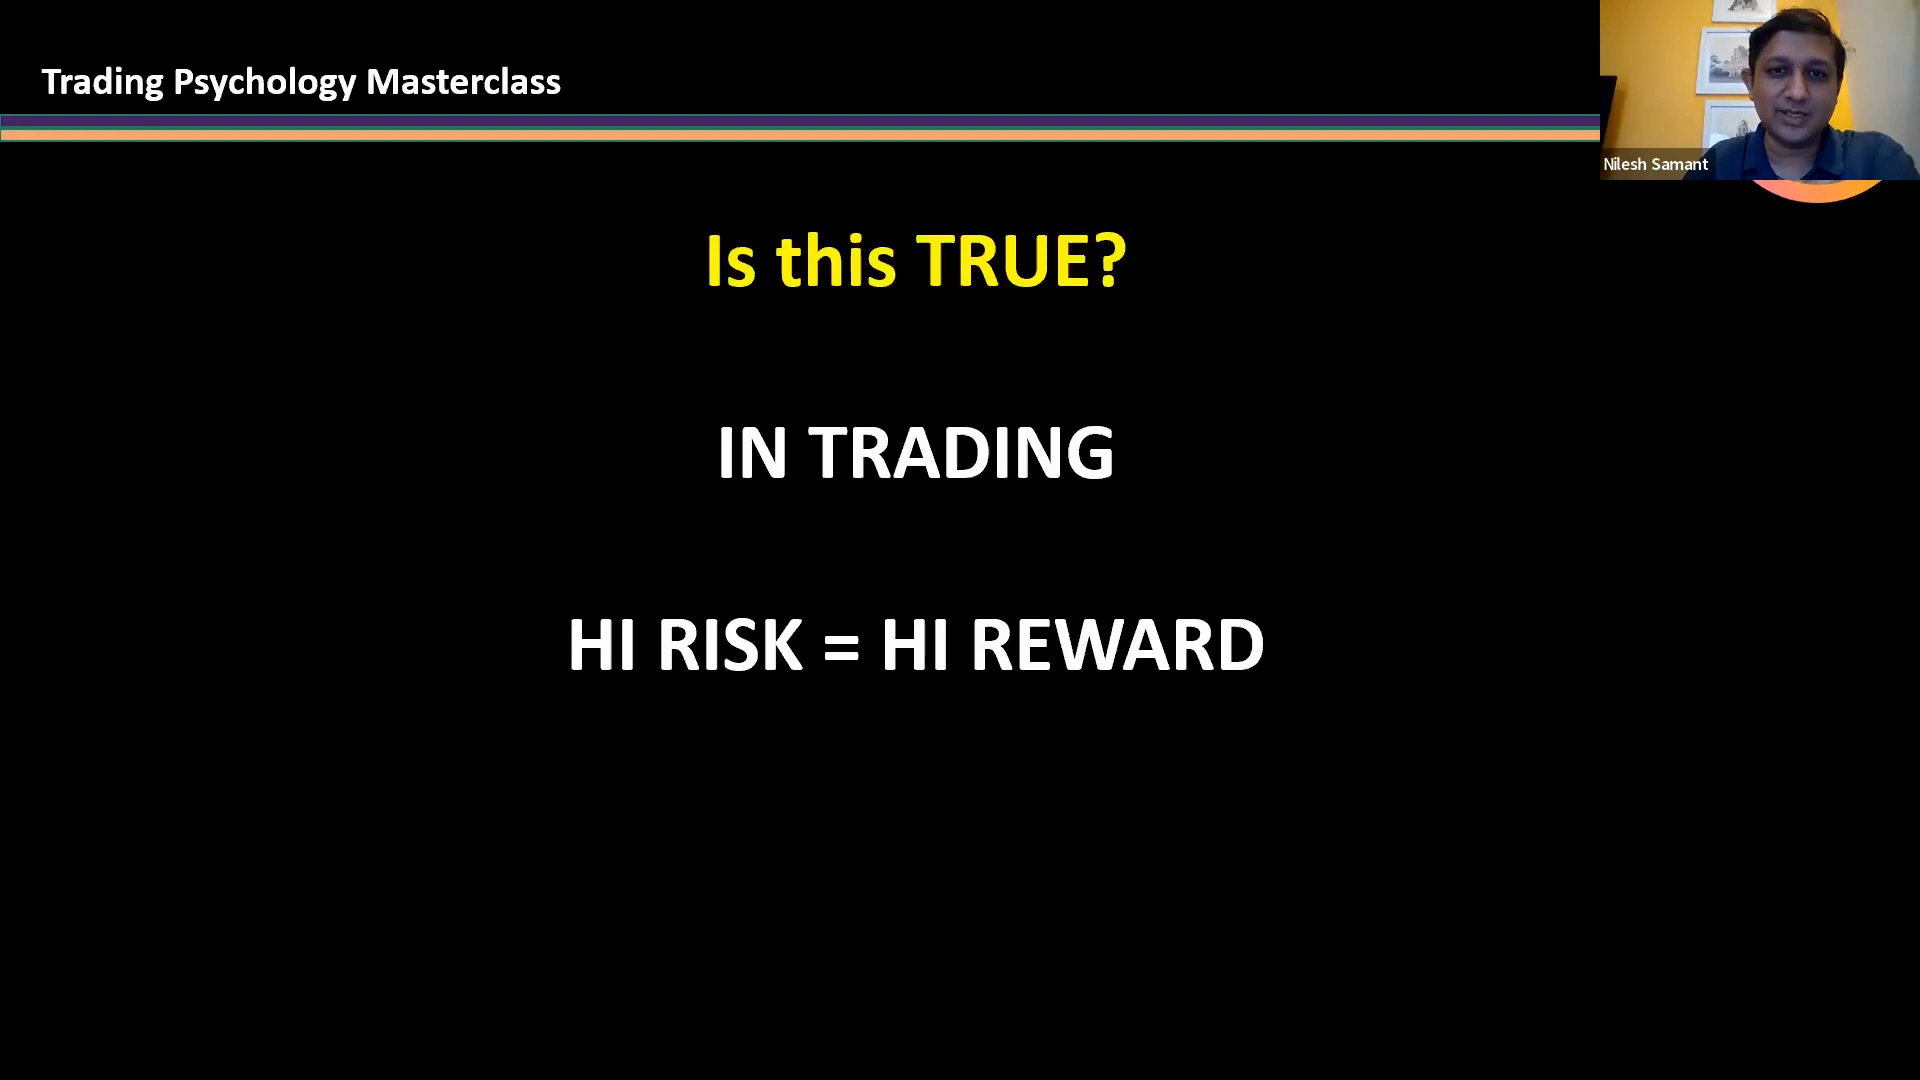 Trading Psychology Masterclass
Nilesh Samant
Is this TRUE?
IN TRADING
HI RISK = HI REWARD